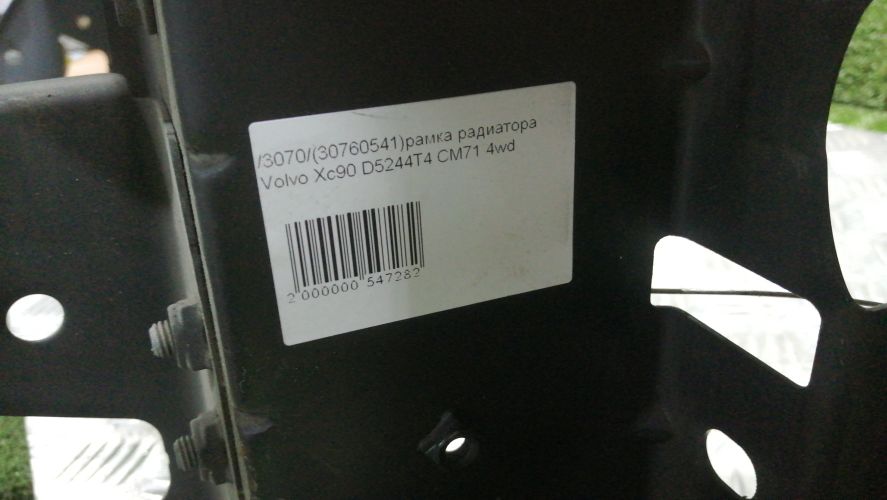 /3070/(30760541)рамка радиатора
Volvo Xc90 D5244T4 CM71 4wd
2 000000 547282